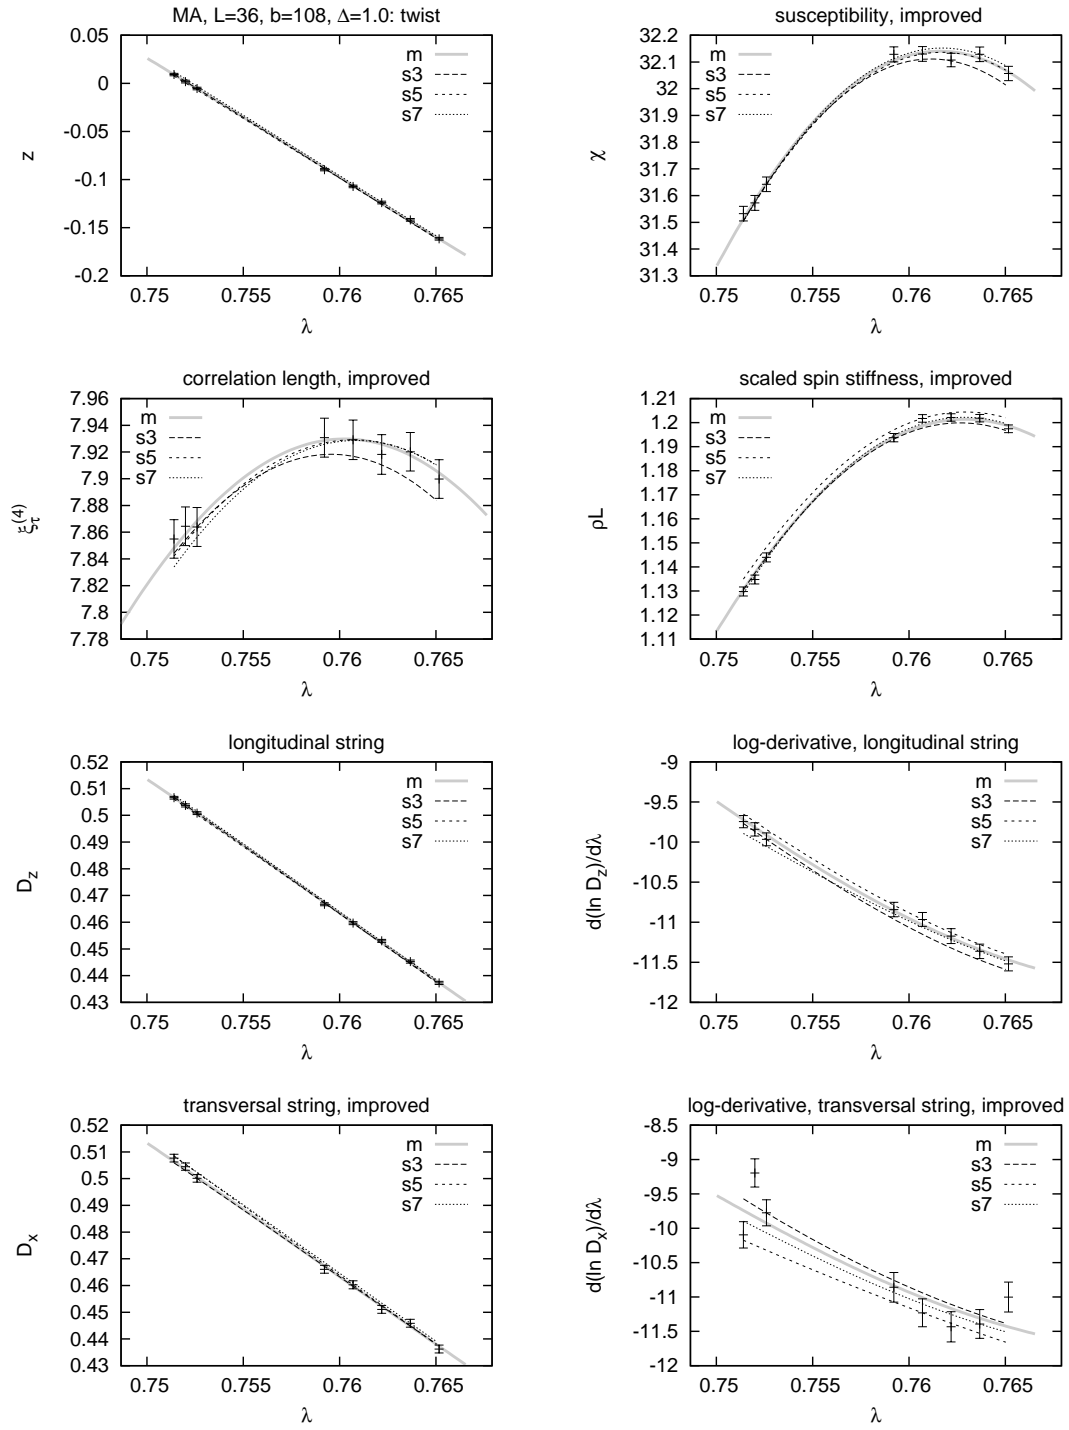 MA, L=36, b=108, Δ=1.0: twist
z
0.05
0
-0.05
-0.1
-0.15
-0.2
m
s3
s5
s7
0.75 0.755 0.76 0.765
λ
susceptibility, improved
χ
32.2
32.1
32
31.9
31.8
31.7
31.6
31.5
31.4
31.3
m
s3
s5
s7
0.75 0.755 0.76 0.765
λ
correlation length, improved
ξτ(4)
7.96
7.94
7.92
7.9
7.88
7.86
7.84
7.82
7.8
7.78
m
s3
s5
s7
0.75 0.755 0.76 0.765
λ
scaled spin stiffness, improved
ρL
1.21
1.2
1.19
1.18
1.17
1.16
1.15
1.14
1.13
1.12
1.11
m
s3
s5
s7
0.75 0.755 0.76 0.765
λ
longitudinal string
Dz
0.52
0.51
0.5
0.49
0.48
0.47
0.46
0.45
0.44
0.43
m
s3
s5
s7
0.75 0.755 0.76 0.765
λ
log-derivative, longitudinal string
d(ln Dz)/dλ
-9
-9.5
-10
-10.5
-11
-11.5
-12
m
s3
s5
s7
0.75 0.755 0.76 0.765
λ
transversal string, improved
Dx
0.52
0.51
0.5
0.49
0.48
0.47
0.46
0.45
0.44
0.43
m
s3
s5
s7
0.75 0.755 0.76 0.765
λ
log-derivative, transversal string, improved
d(ln Dx)/dλ
-8.5
-9
-9.5
-10
-10.5
-11
-11.5
-12
m
s3
s5
s7
0.75 0.755 0.76 0.765
λ